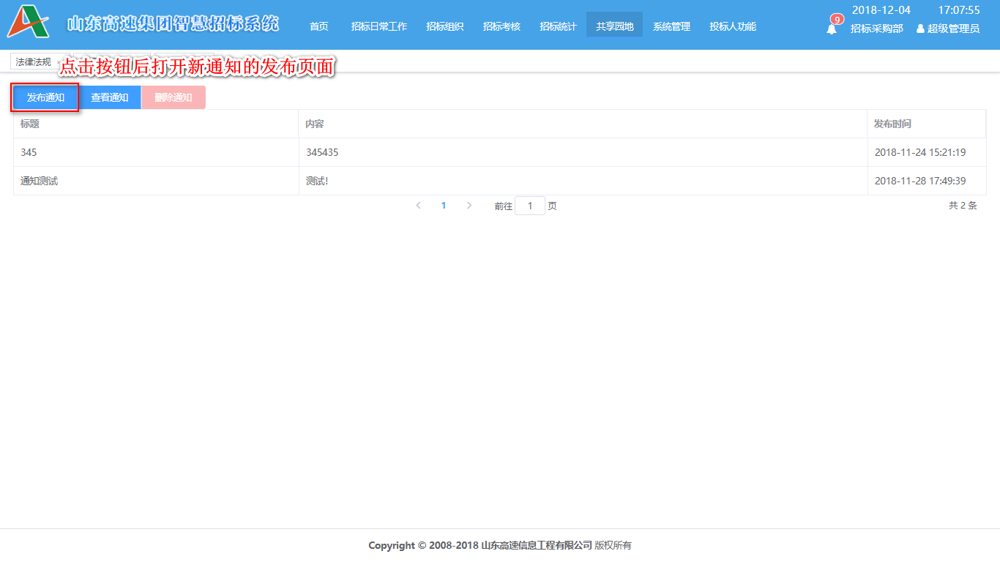 山东高速集团智慧招标系统
首页 招标日常工作 招标组织 招标考核 招标统计 共享园地 系统管理 投标人功能
2018-12-04 17:07:55
9 招标采购部 超级管理员
法律法规
点击按钮后打开新通知的发布页面
发布通知 查看通知 删除通知
标题 内容 发布时间
345 345435 2018-11-24 15:21:19
通知测试 测试! 2018-11-28 17:49:39
1 前往 1 页 共 2 条
Copyright © 2008-2018 山东高速信息工程有限公司 版权所有